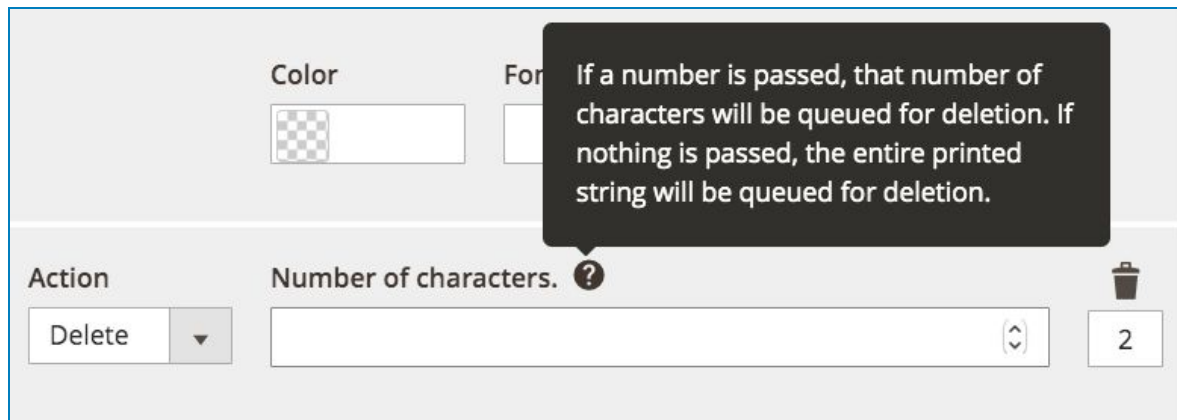 Color
For
If a number is passed, that number of
characters will be queued for deletion. If
nothing is passed, the entire printed
string will be queued for deletion.
Action
Number of characters. ?
Delete
2